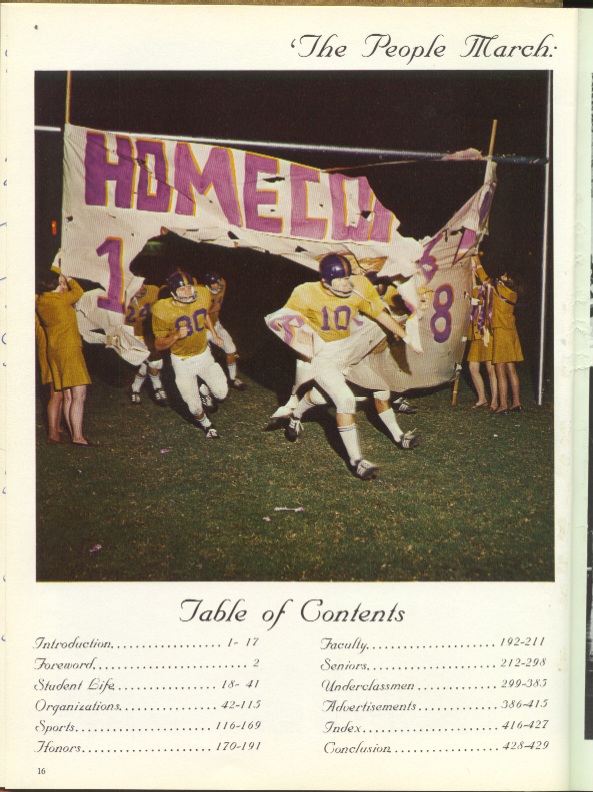 ‘The People March:
HOMECO
1
6
8
24
80
10
Table of Contents
Introduction. . . . . . . . . . . . . . . . . . . 1- 17
Foreword. . . . . . . . . . . . . . . . . . . . . . . 2
Student Life . . . . . . . . . . . . . . . . . 18- 41
Organizations. . . . . . . . . . . . . . . . 42-115
Sports. . . . . . . . . . . . . . . . . . . . . 116-169
Honors. . . . . . . . . . . . . . . . . . . . 170-191
Faculty. . . . . . . . . . . . . . . . . . . . 192-211
Seniors. . . . . . . . . . . . . . . . . . . . 212-298
Underclassmen . . . . . . . . . . . . 299-385
Advertisements . . . . . . . . . . . . 386-415
Index. . . . . . . . . . . . . . . . . . . . . . 416-427
Conclusion. . . . . . . . . . . . . . . . . 428-429
16